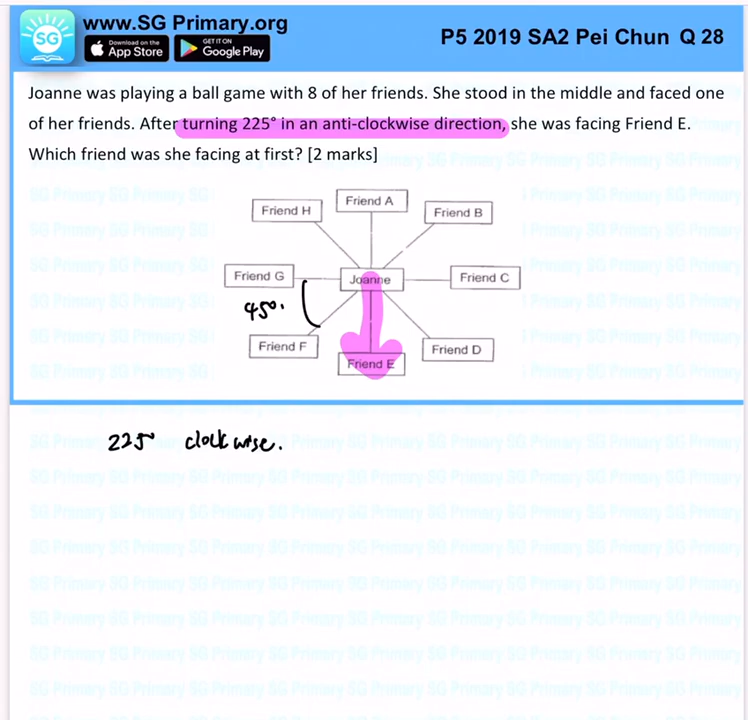 www.SG Primary.org
SG
Download on the App Store
GET IT ON Google Play
P5 2019 SA2 Pei Chun Q 28
Joanne was playing a ball game with 8 of her friends. She stood in the middle and faced one
of her friends. After turning 225° in an anti-clockwise direction, she was facing Friend E.
Which friend was she facing at first? [2 marks]
Friend A
Friend H
Friend B
Friend G
Joanne
Friend C
45°.
Friend F
Friend E
Friend D
225° clockwise.